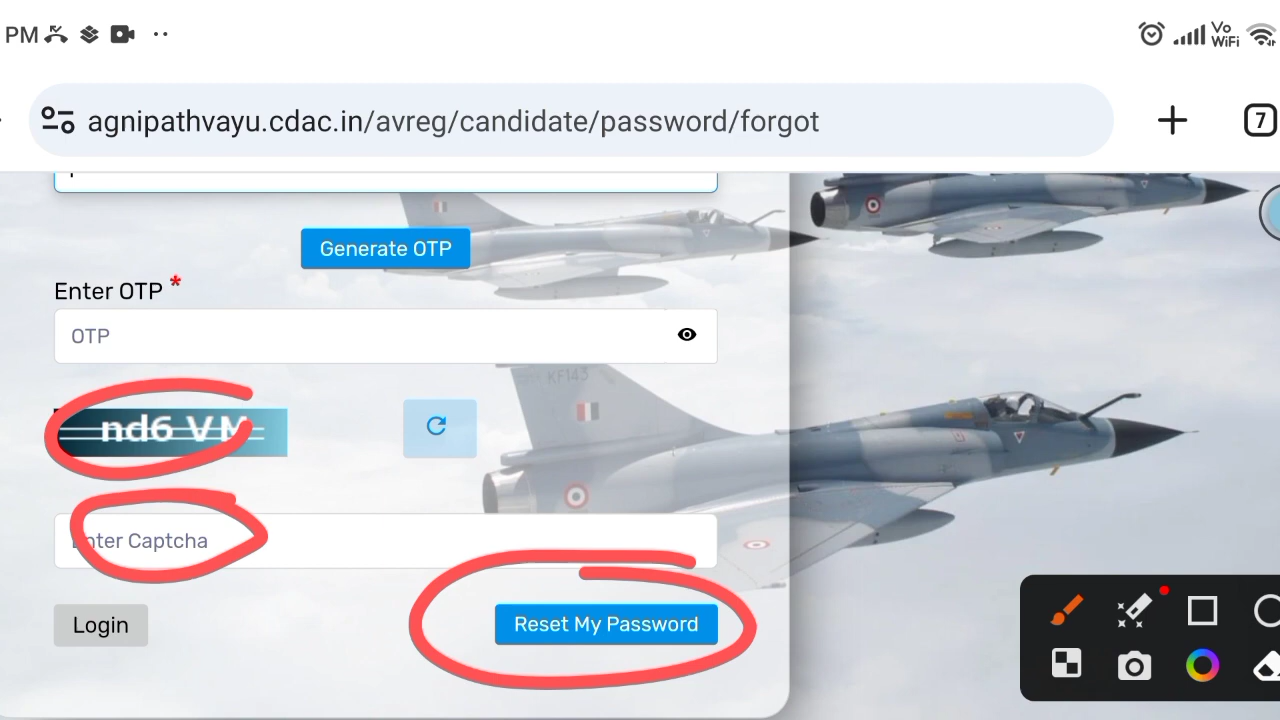 PM
Vo
WiFi
agnipathvayu.cdac.in/avreg/candidate/password/forgot
7
Generate OTP
Enter OTP *
OTP
KF143
nd6 VM
Enter Captcha
Login
Reset My Password